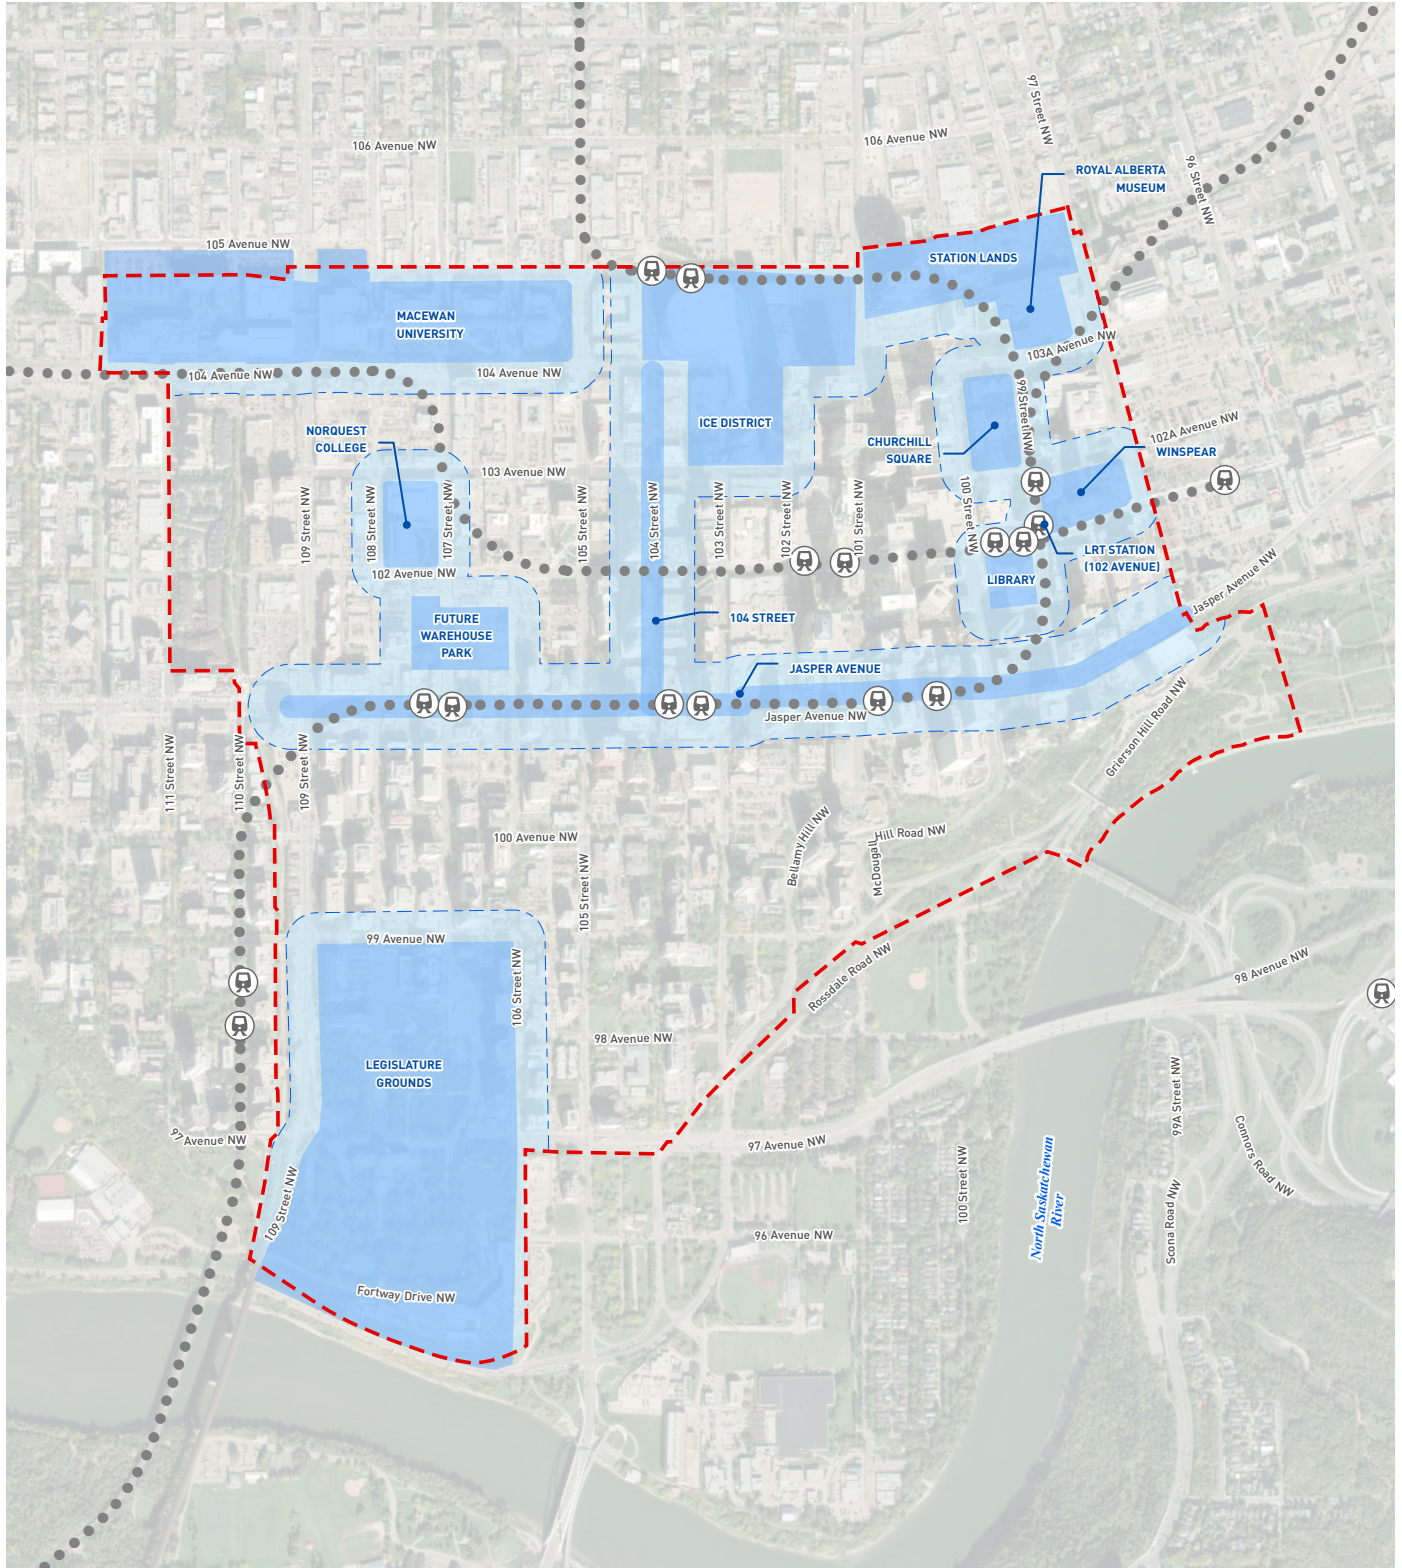 97 Street NW
106 Avenue NW
106 Avenue NW
96 Street NW
ROYAL ALBERTA
MUSEUM
105 Avenue NW
STATION LANDS
MACEWAN
UNIVERSITY
103A Avenue NW
104 Avenue NW
104 Avenue NW
99 Street NW
ICE DISTRICT
NORQUEST
COLLEGE
CHURCHILL
SQUARE
102A Avenue NW
WINSPEAR
103 Avenue NW
109 Street NW
108 Street NW
107 Street NW
105 Street NW
104 Street NW
103 Street NW
102 Street NW
101 Street NW
100 Street NW
LRT STATION
(102 AVENUE)
102 Avenue NW
LIBRARY
Jasper Avenue NW
FUTURE
WAREHOUSE
PARK
104 STREET
JASPER AVENUE
Jasper Avenue NW
Grierson Hill Road NW
111 Street NW
110 Street NW
109 Street NW
100 Avenue NW
Bellamy Hill NW
McDougall
Hill Road NW
105 Street NW
99 Avenue NW
106 Street NW
Rossdale Road NW
98 Avenue NW
98 Avenue NW
LEGISLATURE
GROUNDS
97 Avenue NW
97 Avenue NW
99A Street NW
Connors Road NW
109 Street NW
100 Street NW
North Saskatchewan
River
Scona Road NW
96 Avenue NW
Fortway Drive NW